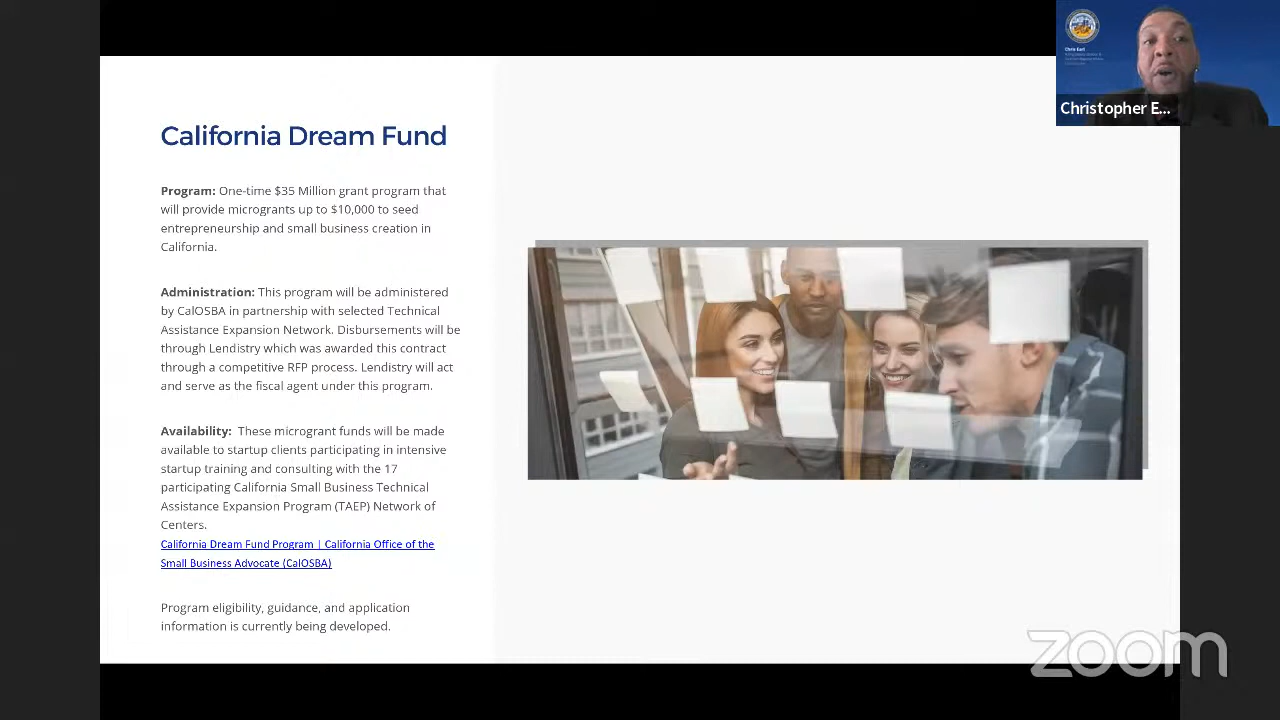 California Dream Fund
Program: One-time $35 Million grant program that
will provide microgrants up to $10,000 to seed
entrepreneurship and small business creation in
California.
Administration: This program will be administered
by CalOSBA in partnership with selected Technical
Assistance Expansion Network. Disbursements will be
through Lendistry which was awarded this contract
through a competitive RFP process. Lendistry will act
and serve as the fiscal agent under this program.
Availability: These microgrant funds will be made
available to startup clients participating in intensive
startup training and consulting with the 17
participating California Small Business Technical
Assistance Expansion Program (TAEP) Network of
Centers.
California Dream Fund Program | California Office of the
Small Business Advocate (CalOSBA)
Program eligibility, guidance, and application
information is currently being developed.
Chris Earl
Christopher E...
zoom